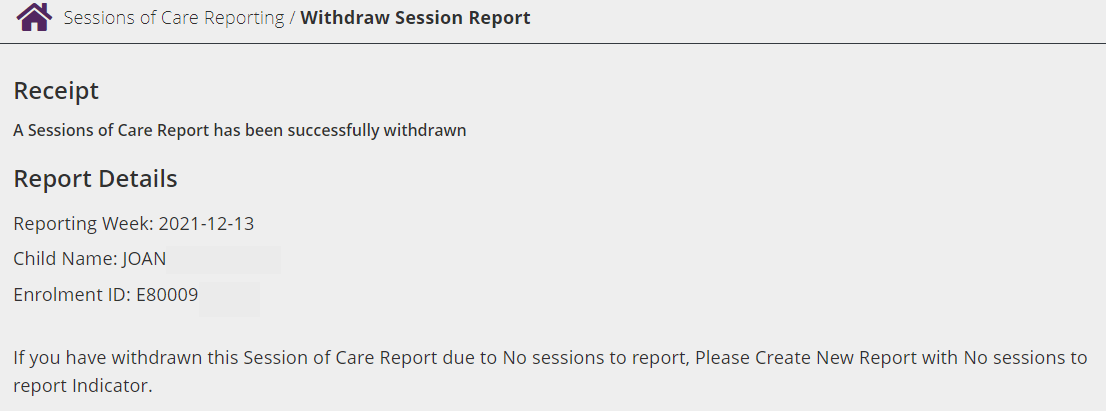 Sessions of Care Reporting / Withdraw Session Report
Receipt
A Sessions of Care Report has been successfully withdrawn
Report Details
Reporting Week: 2021-12-13
Child Name: JOAN
Enrolment ID: E80009
If you have withdrawn this Session of Care Report due to No sessions to report, Please Create New Report with No sessions to
report Indicator.